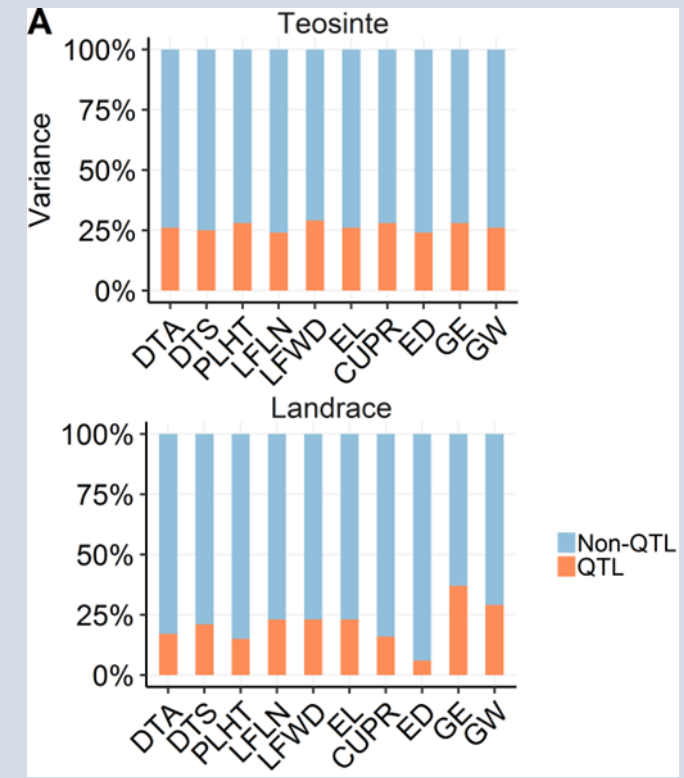 A
Teosinte
100%
75%
50%
25%
0%
Variance
DTA DTS PLHT LFLN LFWD EL CUPR ED GE GW
Landrace
100%
75%
50%
25%
0%
DTA DTS PLHT LFLN LFWD EL CUPR ED GE GW
Non-QTL
QTL